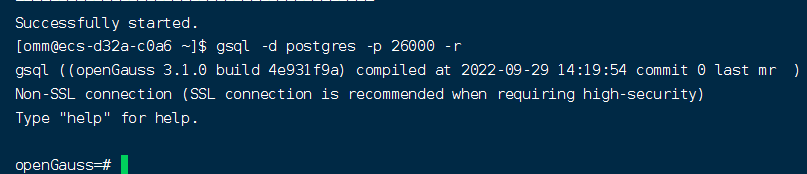 Successfully started.
[omm@ecs-d32a-c0a6 ~]$ gsql -d postgres -p 26000 -r
gsql ((openGauss 3.1.0 build 4e931f9a) compiled at 2022-09-29 14:19:54 commit 0 last mr  )
Non-SSL connection (SSL connection is recommended when requiring high-security)
Type "help" for help.
openGauss=#